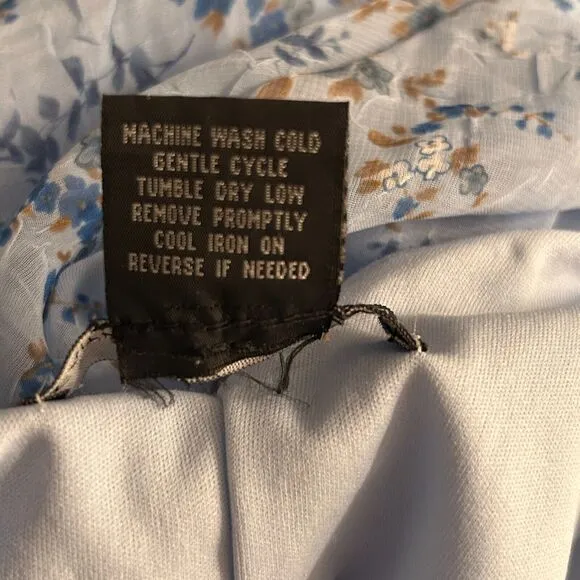 MACHINE WASH COLD
GENTLE CYCLE
TUMBLE DRY LOW
REMOVE PROMPTLY
COOL IRON ON
REVERSE IF NEEDED